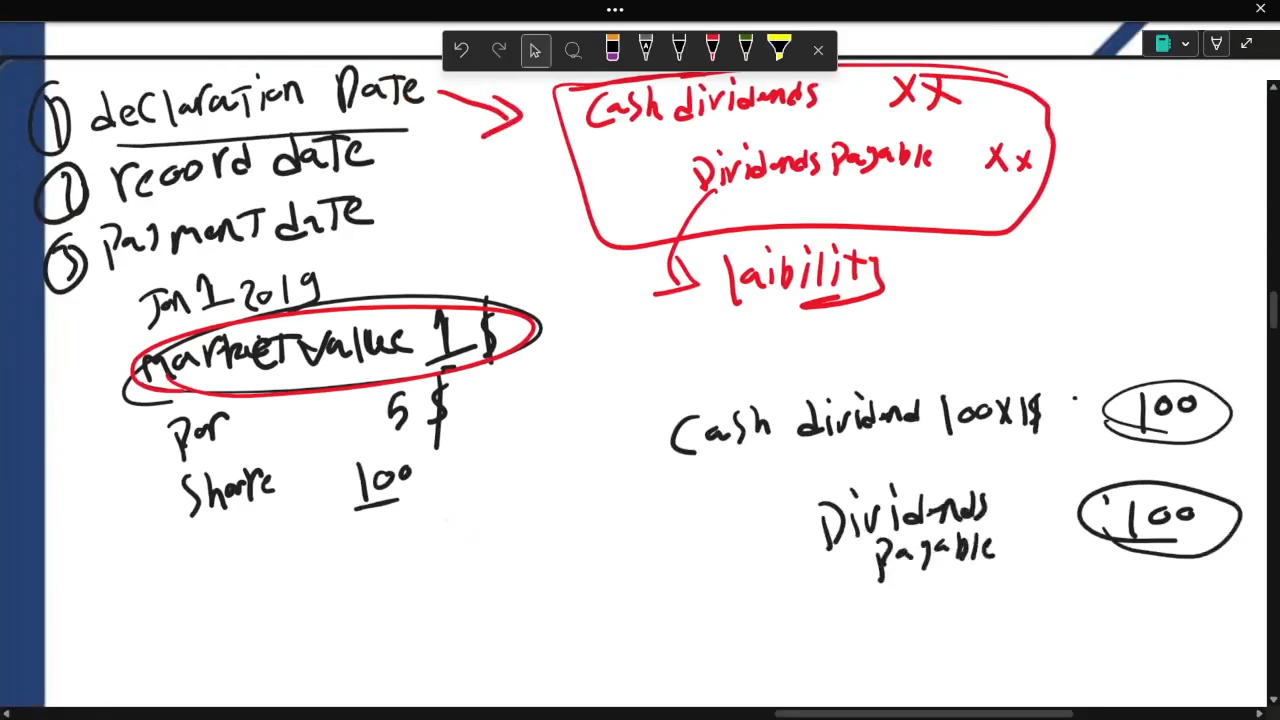 ① declaration Date
Cash dividends xx
② record date
Dividends payable xx
③ payment date
laibility
Jan 1 2019
market value 1 $
par 5 $
Share 100
Cash dividend 100x1$ 100
Dividends payable 100